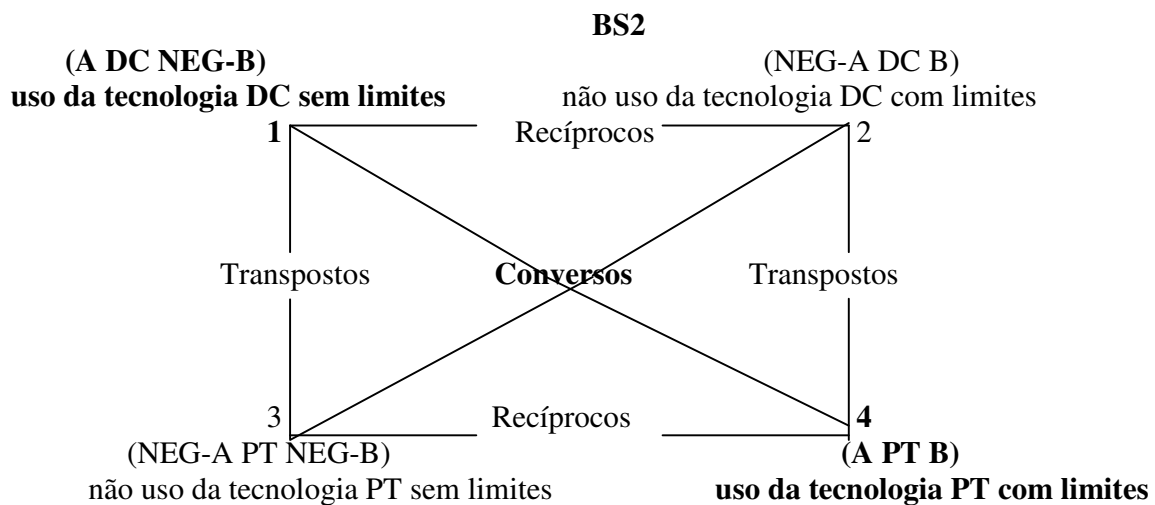 BS2
(A DC NEG-B) (NEG-A DC B)
uso da tecnologia DC sem limites não uso da tecnologia DC com limites
1 Recíprocos 2
Transpostos Conversos Transpostos
3 Recíprocos 4
(NEG-A PT NEG-B) (A PT B)
não uso da tecnologia PT sem limites uso da tecnologia PT com limites